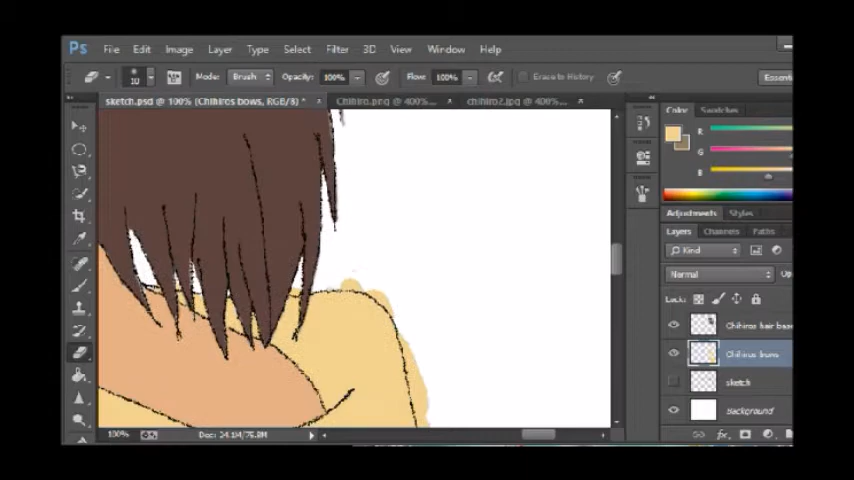 Ps File Edit Image Layer Type Select Filter 3D View Window Help
10 Mode: Brush Opacity: 100% Flow: 100% Erase to History Essenti
sketch.psd @ 100% (Chihiros bows, RGB/8) * × Chihiro.png @ 400%... × chihiro2.jpg @ 400%... ×
Color Swatches
R
G
B
Adjustments Styles
Layers Channels Paths
Kind
Normal Op
Lock:
Chihiros hair base
Chihiros bows
sketch
Background
100% Doc: 24.1M/75.8M
fx